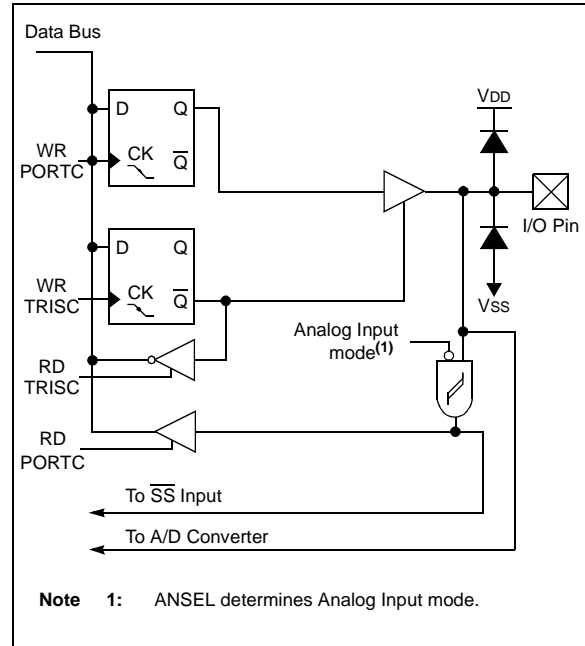 Data Bus
D Q
VDD
WR
PORTC
CK Q
I/O Pin
D Q
WR
TRISC
CK Q
VSS
Analog Input
mode(1)
RD
TRISC
RD
PORTC
To SS Input
To A/D Converter
Note 1: ANSEL determines Analog Input mode.